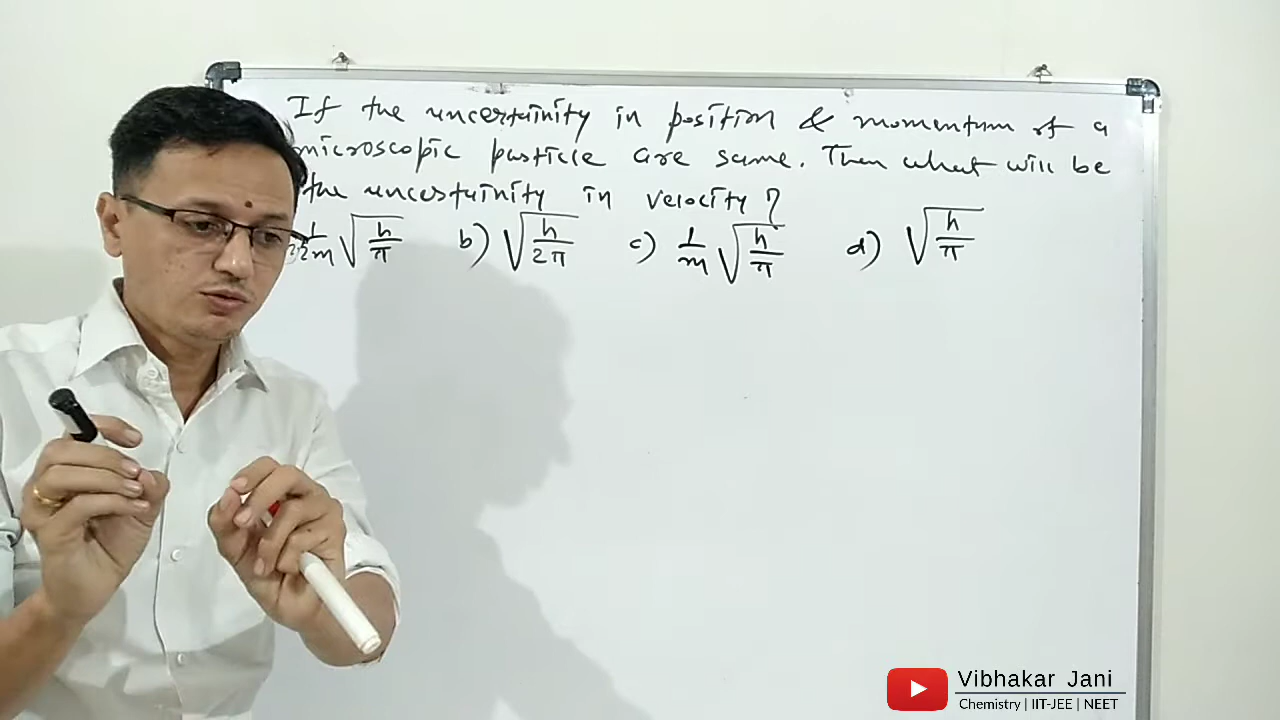 If the uncertainity in position & momentum of a
microscopic particle are same. Then what will be
the uncertainity in velocity?
1/2m √(h/π) b) √(h/2π) c) 1/m √(h/π) d) √(h/π)
Vibhakar Jani
Chemistry | IIT-JEE | NEET